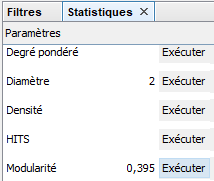 Filtres Statistiques ×
Paramètres
Degré pondéré Exécuter
Diamètre 2 Exécuter
Densité Exécuter
HITS Exécuter
Modularité 0,395 Exécuter